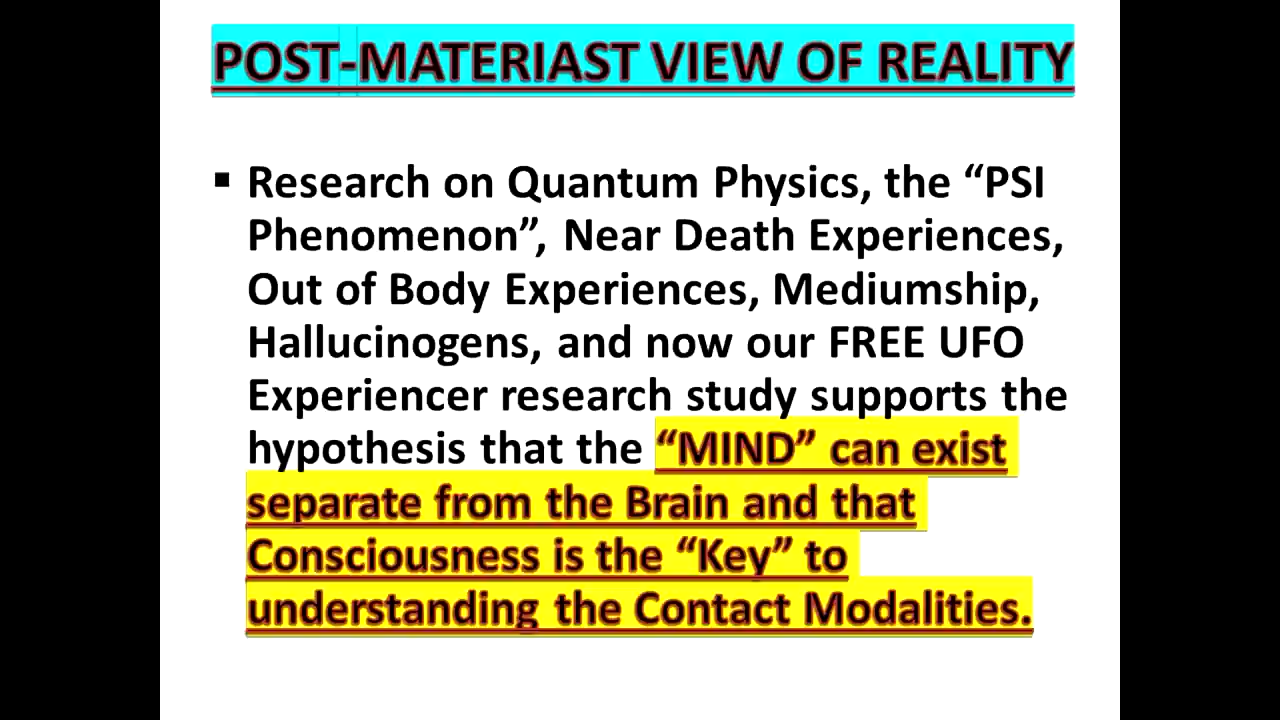 POST-MATERIAST VIEW OF REALITY
▪ Research on Quantum Physics, the “PSI
Phenomenon”, Near Death Experiences,
Out of Body Experiences, Mediumship,
Hallucinogens, and now our FREE UFO
Experiencer research study supports the
hypothesis that the “MIND” can exist
separate from the Brain and that
Consciousness is the “Key” to
understanding the Contact Modalities.